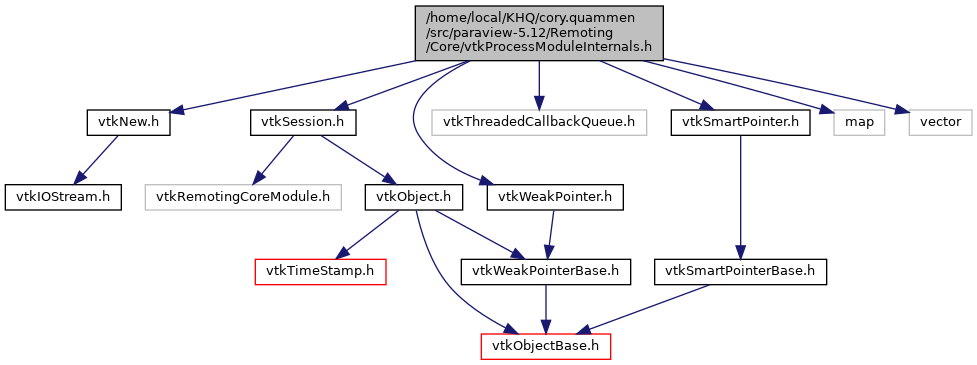 /home/local/KHQ/cory.quammen
/src/paraview-5.12/Remoting
/Core/vtkProcessModuleInternals.h
vtkNew.h
vtkSession.h
vtkThreadedCallbackQueue.h
vtkSmartPointer.h
map
vector
vtkIOStream.h
vtkRemotingCoreModule.h
vtkObject.h
vtkWeakPointer.h
vtkTimeStamp.h
vtkWeakPointerBase.h
vtkSmartPointerBase.h
vtkObjectBase.h